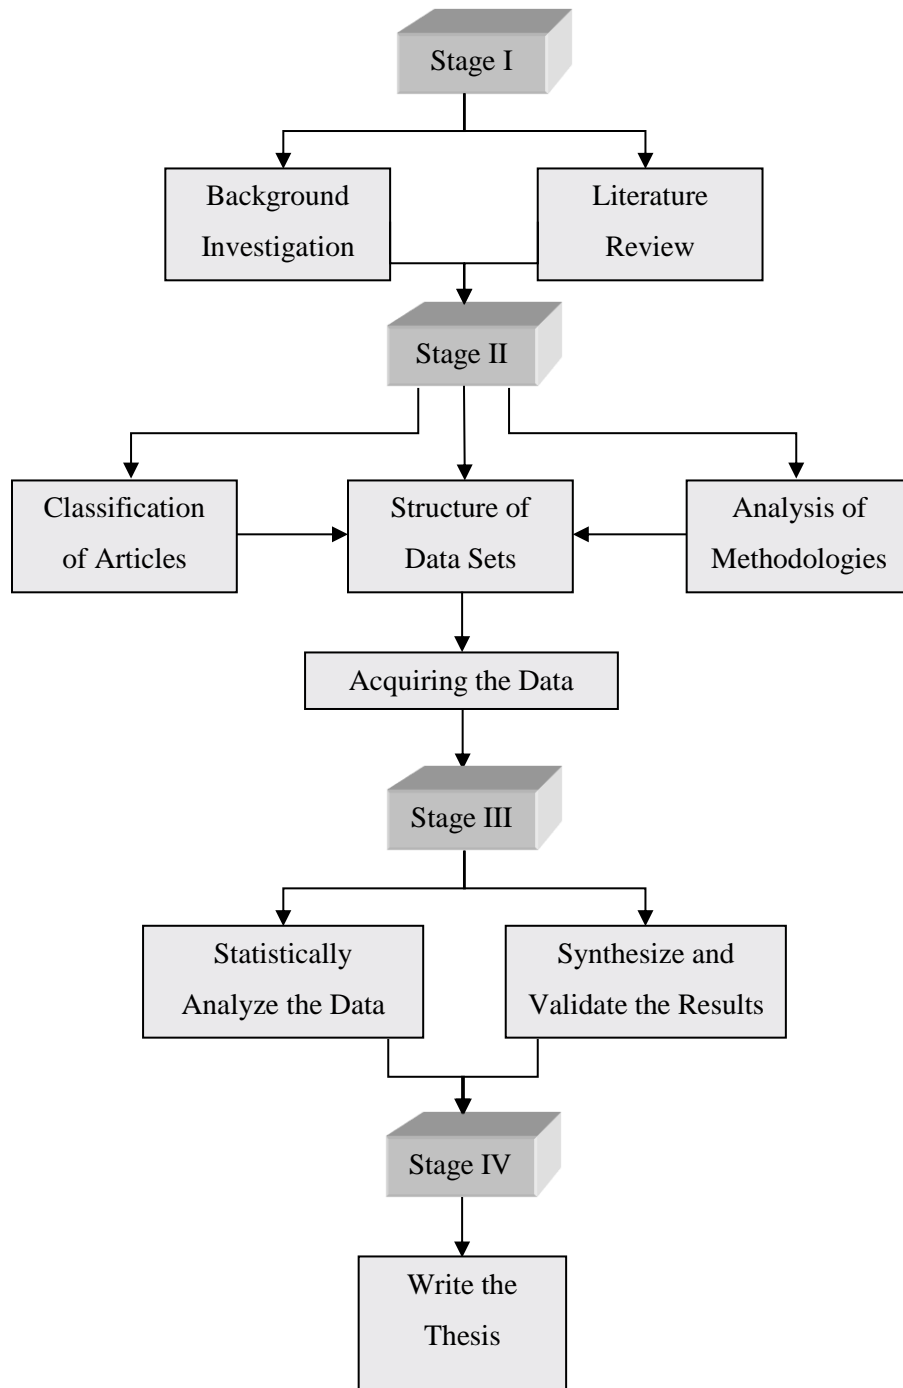 Stage I
Background
Investigation
Literature
Review
Stage II
Classification
of Articles
Structure of
Data Sets
Analysis of
Methodologies
Acquiring the Data
Stage III
Statistically
Analyze the Data
Synthesize and
Validate the Results
Stage IV
Write the
Thesis